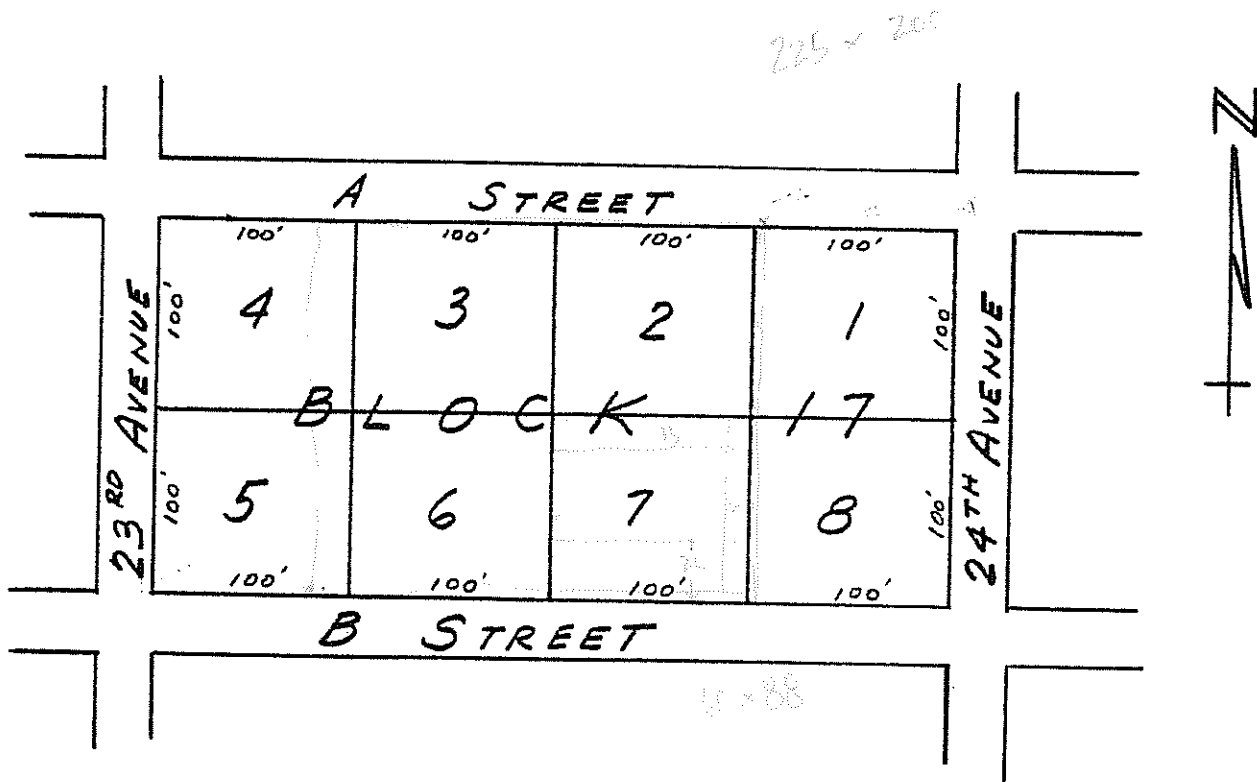 225 x 200
N
A STREET
100' 100' 100' 100'
4 3 2 1
100' 100'
23RD AVENUE
24TH AVENUE
BLOCK 17
5 6 7 8
100' 100'
100' 100' 100' 100'
B STREET
x 88